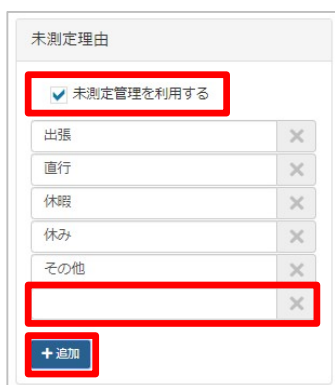 未測定理由
未測定管理を利用する
出張
直行
休暇
休み
その他
+追加